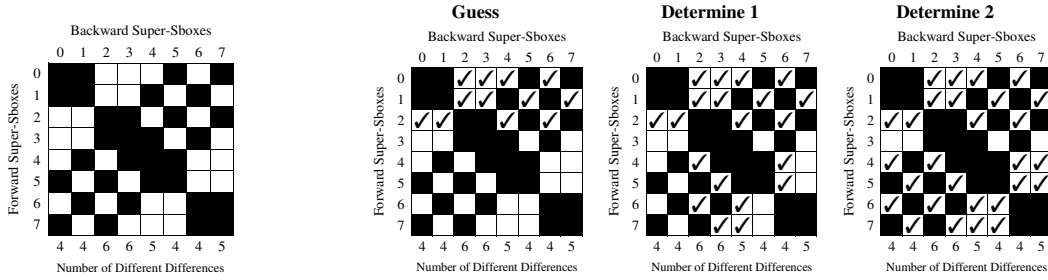 Guess
Determine 1
Determine 2
Backward Super-Sboxes
Backward Super-Sboxes
Backward Super-Sboxes
Backward Super-Sboxes
0 1 2 3 4 5 6 7
0 1 2 3 4 5 6 7
0 1 2 3 4 5 6 7
0 1 2 3 4 5 6 7
Forward Super-Sboxes
0
1
2
3
4
5
6
7
Forward Super-Sboxes
0
1
2
3
4
5
6
7
Forward Super-Sboxes
0
1
2
3
4
5
6
7
Forward Super-Sboxes
0
1
2
3
4
5
6
7
4 4 6 6 5 4 4 5
4 4 6 6 5 4 4 5
4 4 6 6 5 4 4 5
4 4 6 6 5 4 4 5
Number of Different Differences
Number of Different Differences
Number of Different Differences
Number of Different Differences